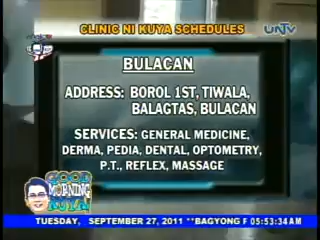 CLINIC NI KUYA SCHEDULES
UNTV
BULACAN
ADDRESS: BOROL 1ST, TIWALA,
BALAGTAS, BULACAN
SERVICES: GENERAL MEDICINE,
DERMA, PEDIA, DENTAL, OPTOMETRY,
P.T., REFLEX, MASSAGE
GOOD
MORNING
KUYA
TUESDAY, SEPTEMBER 27, 2011 **BAGYONG P 05:53:34AM